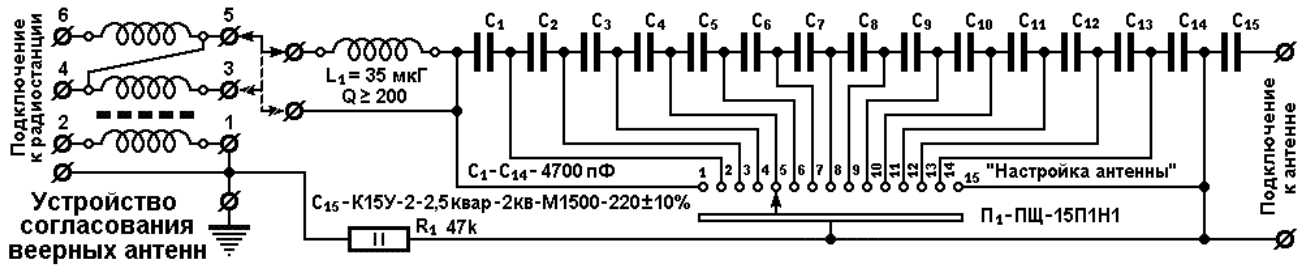 Подключение
к радиостанции
6
5
4
3
2
1
L1 = 35 мкГ
Q ≥ 200
C1 C2 C3 C4 C5 C6 C7 C8 C9 C10 C11 C12 C13 C14 C15
C1-C14-4700 пФ
1 2 3 4 5 6 7 8 9 10 11 12 13 14 15
"Настройка антенны"
C15-К15У-2-2,5квар-2кв-М1500-220±10%
П1-ПЩ-15П1Н1
R1 47k
Устройство
согласования
веерных антенн
Подключение
к антенне